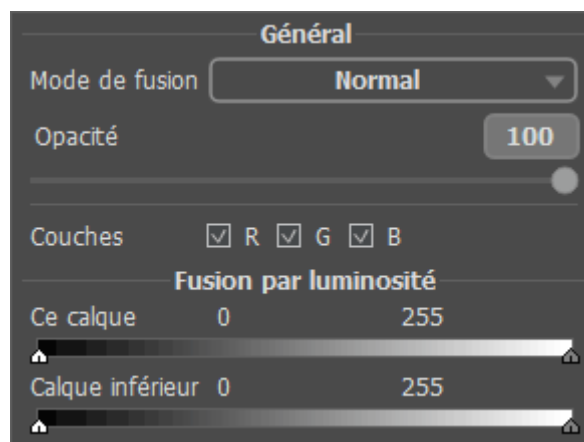 Général
Mode de fusion Normal
Opacité 100
Couches R G B
Fusion par luminosité
Ce calque 0 255
Calque inférieur 0 255